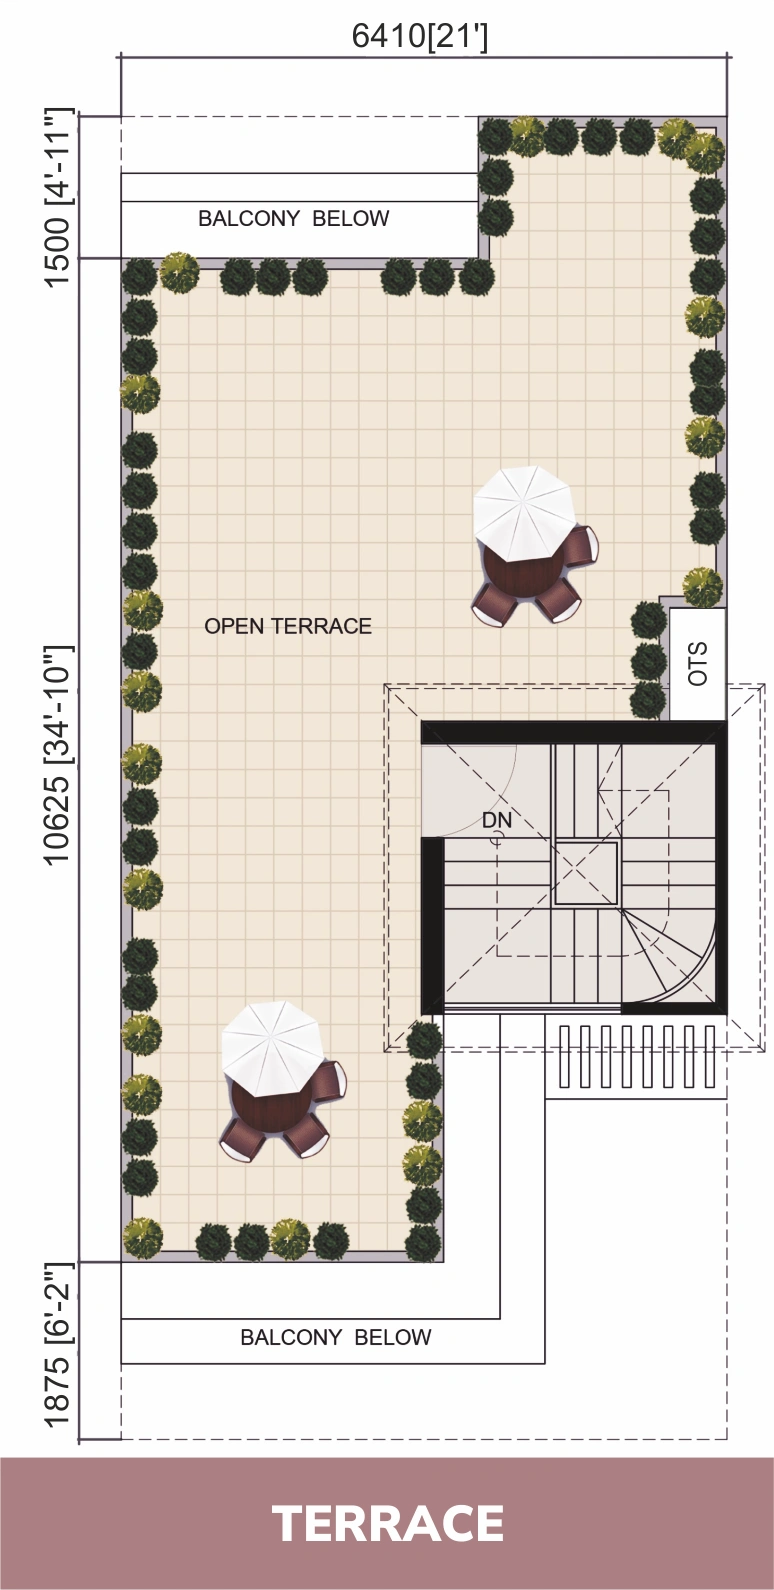 6410[21']
1500 [4'-11"]
BALCONY BELOW
OPEN TERRACE
OTS
10625 [34'-10"]
DN
1875 [6'-2"]
BALCONY BELOW
TERRACE